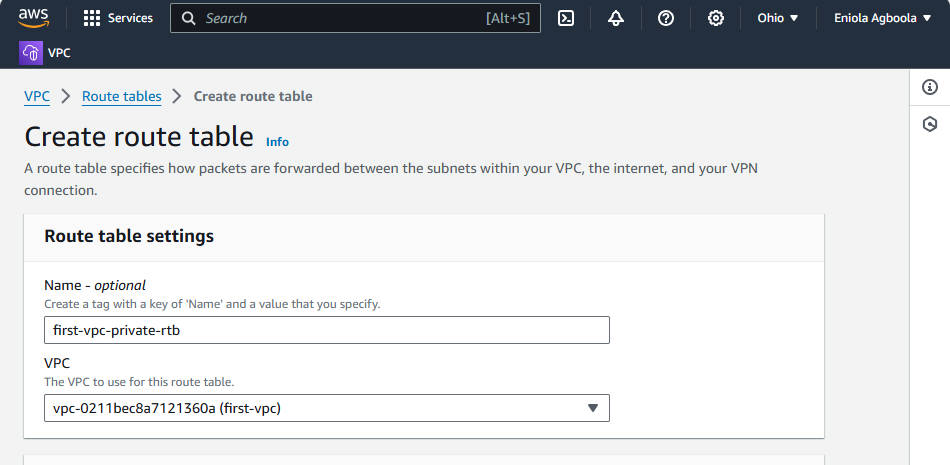 aws
Services
Search
[Alt+S]
Ohio
Eniola Agboola
VPC
VPC
Route tables
Create route table
Create route table
Info
A route table specifies how packets are forwarded between the subnets within your VPC, the internet, and your VPN
connection.
Route table settings
Name - optional
Create a tag with a key of 'Name' and a value that you specify.
first-vpc-private-rtb
VPC
The VPC to use for this route table.
vpc-0211bec8a7121360a (first-vpc)